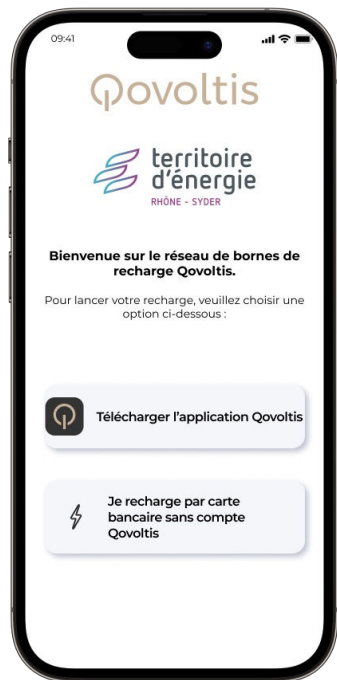 09:41
Qovoltis
territoire
d'énergie
RHÔNE - SYDER
Bienvenue sur le réseau de bornes de
recharge Qovoltis.
Pour lancer votre recharge, veuillez choisir une
option ci-dessous :
Télécharger l'application Qovoltis
Je recharge par carte
bancaire sans compte
Qovoltis